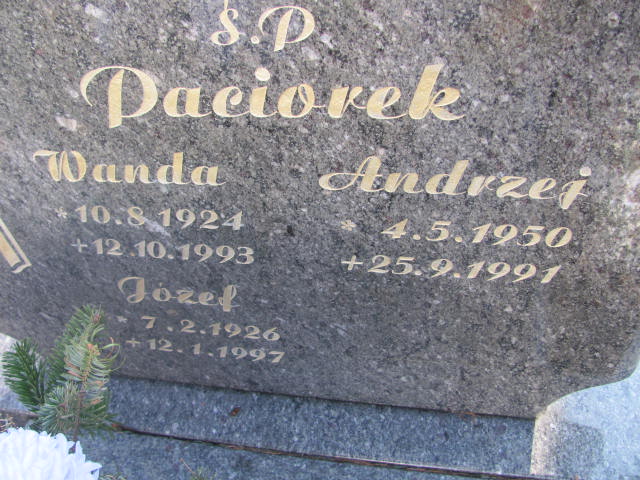 Ś.P
Paciorek
Wanda
* 10.8.1924
+12.10.1993
Andrzej
* 4.5.1950
+25.9.1991
Józef
* 7.2.1926
+12.1.1997